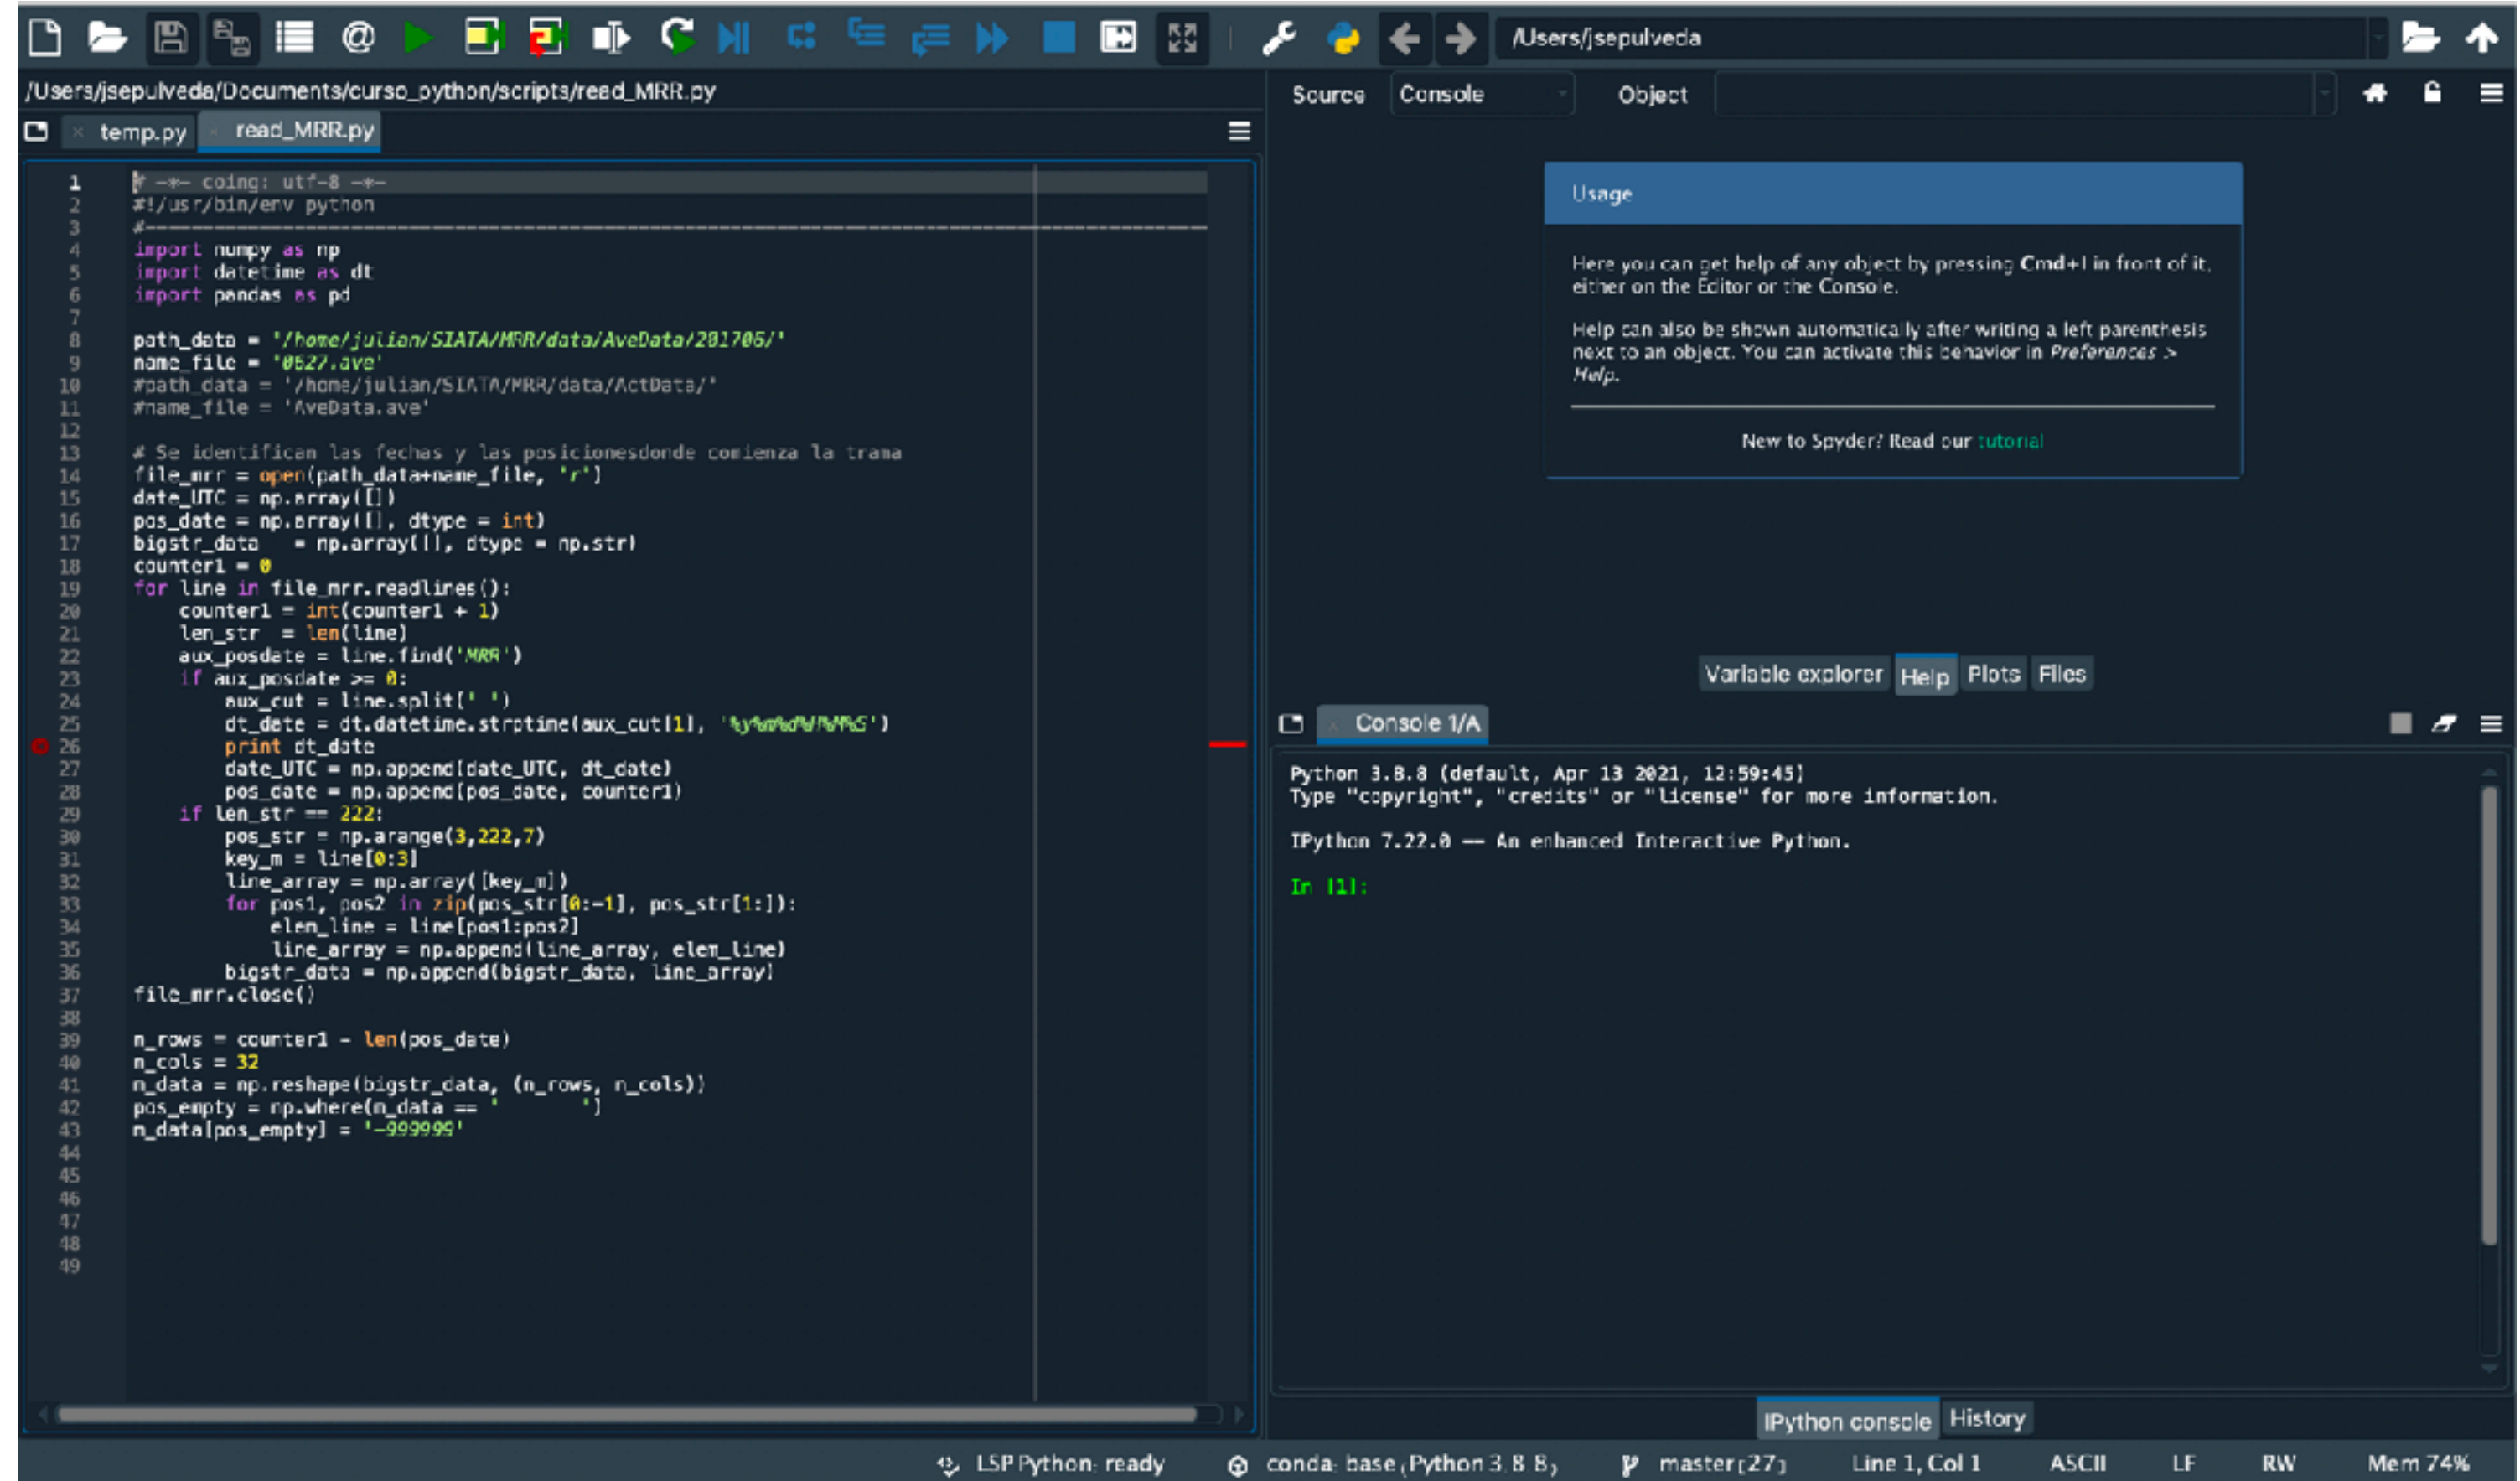 /Users/jsepulveda
/Users/jsepulveda/Documents/curso_python/scripts/read_MRR.py
temp.py read_MRR.py
1 # -*- coing: utf-8 -*-
2 #!/usr/bin/env python
3 #
4 import numpy as np
5 import datetime as dt
6 import pandas as pd
7
8 path_data = '/home/julian/SIATA/MRR/data/AveData/201706/'
9 name_file = '0627.ave'
10 #path_data = '/home/julian/SIATA/MRR/data/ActData/'
11 #name_file = 'AveData.ave'
12
13 # Se identifican las fechas y las posicionesdonde comienza la trama
14 file_mrr = open(path_data+name_file, 'r')
15 date_UTC = np.array([])
16 pos_date = np.array([], dtype = int)
17 bigstr_data = np.array([], dtype = np.str)
18 counter1 = 0
19 for line in file_mrr.readlines():
20 counter1 = int(counter1 + 1)
21 len_str = len(line)
22 aux_posdate = line.find('MRR')
23 if aux_posdate >= 0:
24 aux_cut = line.split(' ')
25 dt_date = dt.datetime.strptime(aux_cut[1], '%y%m%d%H%M%S')
26 print dt_date
27 date_UTC = np.append(date_UTC, dt_date)
28 pos_date = np.append(pos_date, counter1)
29 if len_str == 222:
30 pos_str = np.arange(3,222,7)
31 key_m = line[0:3]
32 line_array = np.array([key_m])
33 for pos1, pos2 in zip(pos_str[0:-1], pos_str[1:]):
34 elem_line = line[pos1:pos2]
35 line_array = np.append(line_array, elem_line)
36 bigstr_data = np.append(bigstr_data, line_array)
37 file_mrr.close()
38
39 n_rows = counter1 - len(pos_date)
40 n_cols = 32
41 m_data = np.reshape(bigstr_data, (n_rows, n_cols))
42 pos_empty = np.where(m_data == '       ')
43 m_data[pos_empty] = '-999999'
44
45
46
47
48
49
Source Console Object
Usage
Here you can get help of any object by pressing Cmd+I in front of it,
either on the Editor or the Console.
Help can also be shown automatically after writing a left parenthesis
next to an object. You can activate this behavior in Preferences >
Help.
New to Spyder? Read our tutorial
Variable explorer Help Plots Files
Console 1/A
Python 3.8.8 (default, Apr 13 2021, 12:59:45)
Type "copyright", "credits" or "license" for more information.
IPython 7.22.0 -- An enhanced Interactive Python.
In [1]:
IPython console History
LSP Python: ready conda: base (Python 3.8.8) master [27] Line 1, Col 1 ASCII LF RW Mem 74%